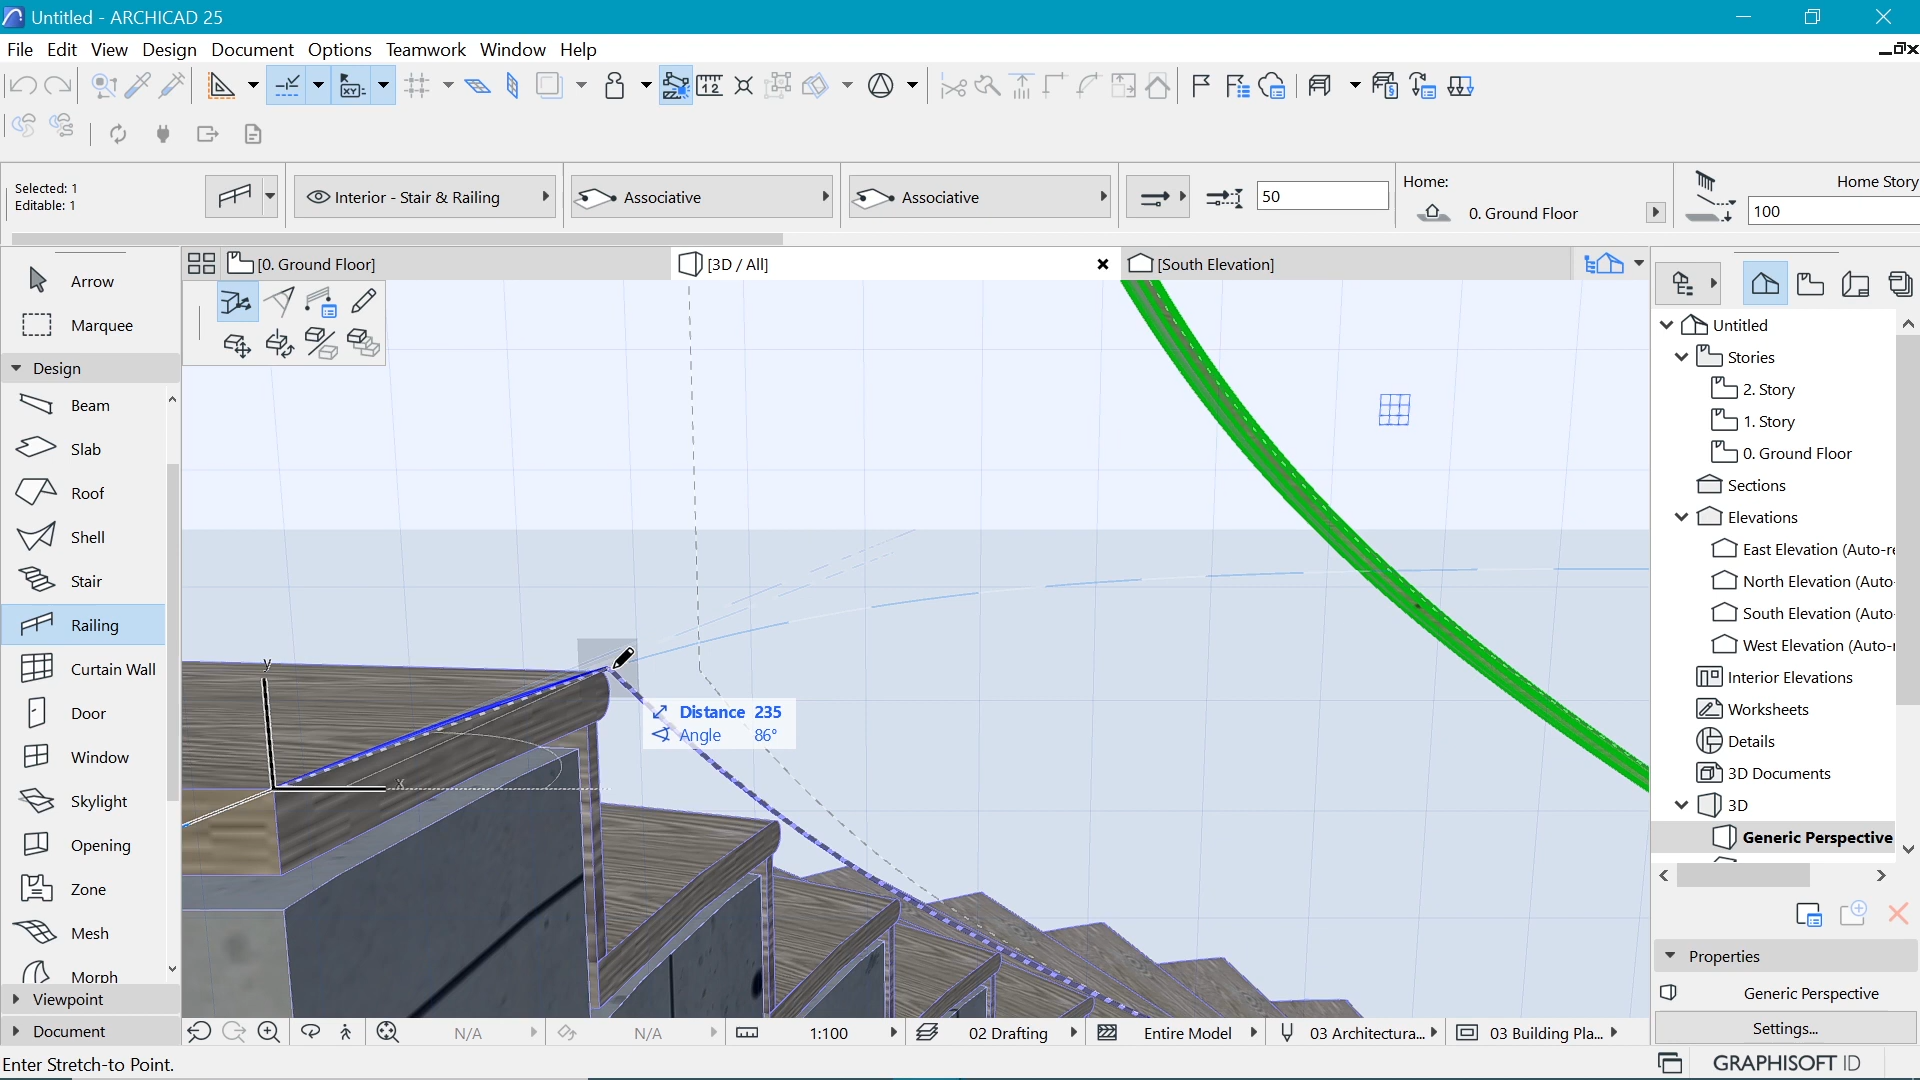 Untitled - ARCHICAD 25
File Edit View Design Document Options Teamwork Window Help
Selected: 1
Editable: 1
Interior - Stair & Railing
Associative
Associative
50
Home:
0. Ground Floor
Home Story
100
[0. Ground Floor]
[3D / All]
[South Elevation]
Arrow
Marquee
Design
Beam
Slab
Roof
Shell
Stair
Railing
Curtain Wall
Door
Window
Skylight
Opening
Zone
Mesh
Morph
Viewpoint
Document
y
x
Distance 235
Angle 86°
Untitled
Stories
2. Story
1. Story
0. Ground Floor
Sections
Elevations
East Elevation (Auto-re
North Elevation (Auto
South Elevation (Auto
West Elevation (Auto-r
Interior Elevations
Worksheets
Details
3D Documents
3D
Generic Perspective
Properties
Generic Perspective
Settings...
N/A
N/A
1:100
02 Drafting
Entire Model
03 Architectura...
03 Building Pla...
Enter Stretch-to Point.
GRAPHISOFT ID